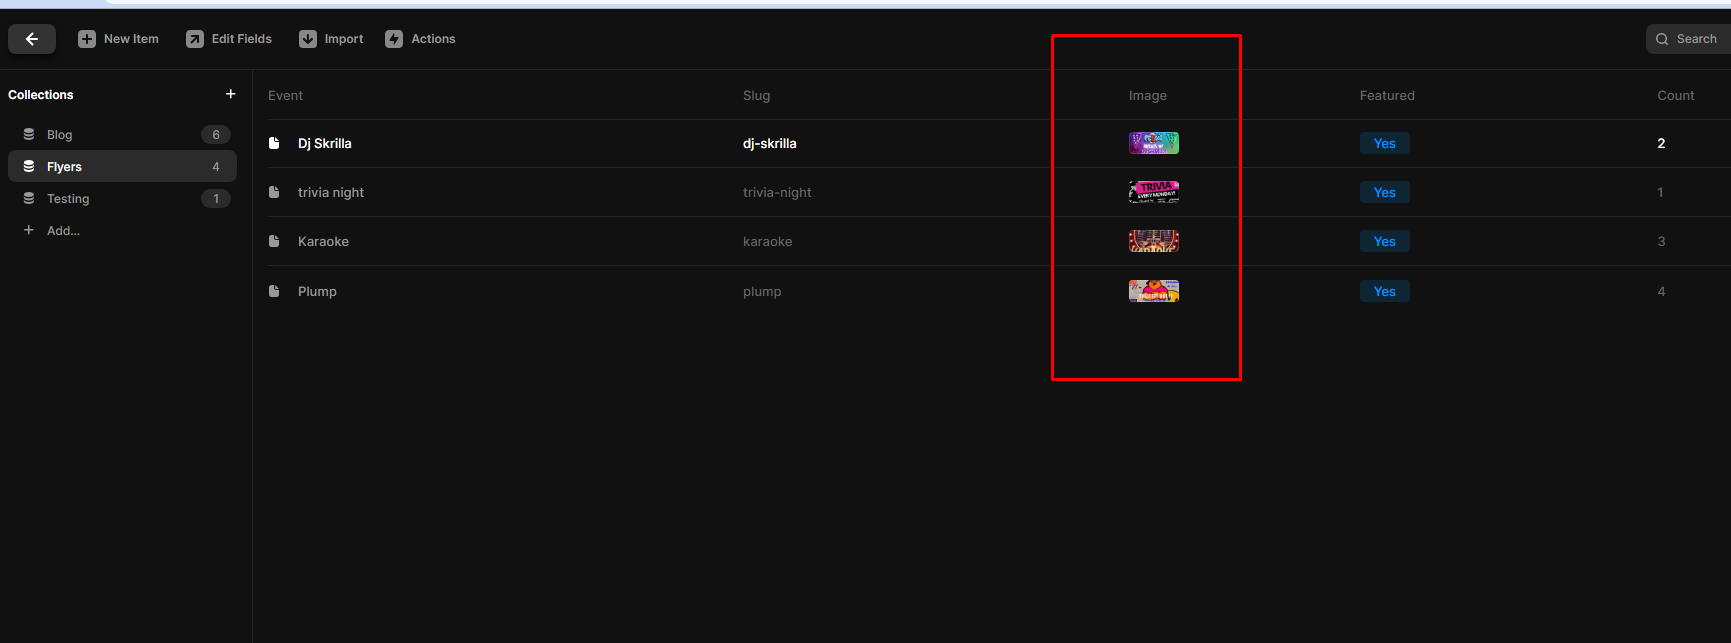 New Item Edit Fields Import Actions Search
Collections
Blog 6
Flyers 4
Testing 1
Add...
Event Slug Image Featured Count
Dj Skrilla dj-skrilla Yes 2
trivia night trivia-night TRIVIA EVERY MONDAY! Yes 1
Karaoke karaoke Yes 3
Plump plump Yes 4